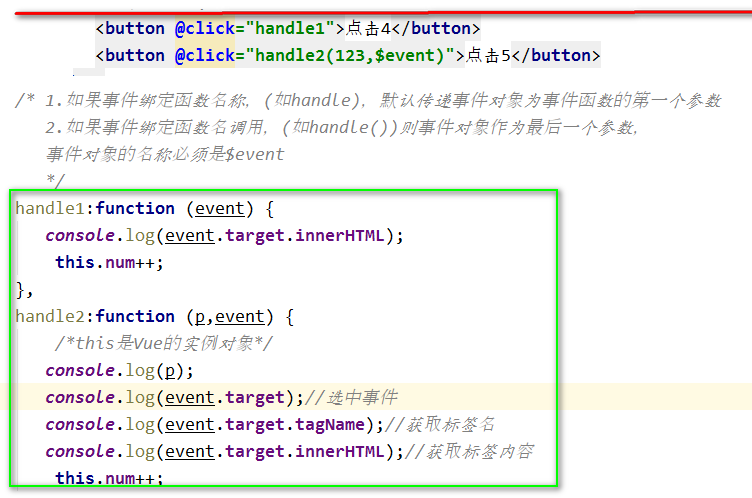 <button @click="handle1">点击4</button>
<button @click="handle2(123,$event)">点击5</button>
/* 1.如果事件绑定函数名称, (如handle), 默认传递事件对象为事件函数的第一个参数
2.如果事件绑定函数名调用, (如handle())则事件对象作为最后一个参数,
事件对象的名称必须是$event
*/
handle1:function (event) {
console.log(event.target.innerHTML);
this.num++;
},
handle2:function (p,event) {
/*this是Vue的实例对象*/
console.log(p);
console.log(event.target);//选中事件
console.log(event.target.tagName);//获取标签名
console.log(event.target.innerHTML);//获取标签内容
this.num++;